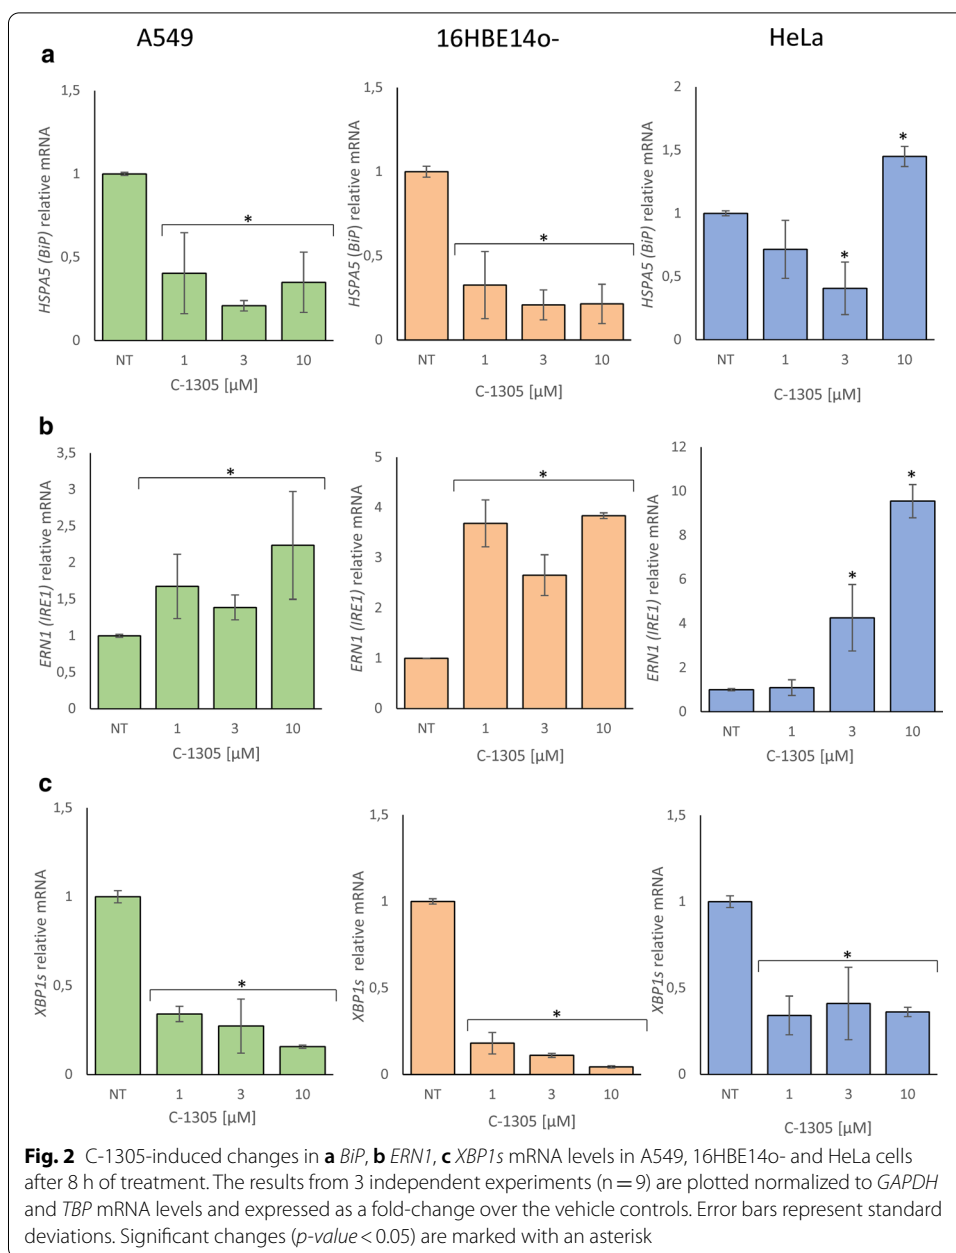 A549 16HBE14o- HeLa
a
HSPA5 (BiP) relative mRNA
1,5
1
0,5
0
*
NT 1 3 10
C-1305 [µM]
HSPA5 (BiP) relative mRNA
1,5
1
0,5
0
*
NT 1 3 10
C-1305 [µM]
HSPA5 (BiP) relative mRNA
2
1,5
1
0,5
0
*
*
NT 1 3 10
C-1305 [µM]
b
ERN1 (IRE1) relative mRNA
3,5
3
2,5
2
1,5
1
0,5
0
*
NT 1 3 10
C-1305 [µM]
ERN1 (IRE1) relative mRNA
5
4
3
2
1
0
*
NT 1 3 10
C-1305 [µM]
ERN1 (IRE1) relative mRNA
12
10
8
6
4
2
0
*
*
NT 1 3 10
C-1305 [µM]
c
XBP1s relative mRNA
1,5
1
0,5
0
*
NT 1 3 10
C-1305 [µM]
XBP1s relative mRNA
1,5
1
0,5
0
*
NT 1 3 10
C-1305 [µM]
XBP1s relative mRNA
1,5
1
0,5
0
*
NT 1 3 10
C-1305 [µM]
Fig. 2 C-1305-induced changes in a BiP, b ERN1, c XBP1s mRNA levels in A549, 16HBE14o- and HeLa cells
after 8 h of treatment. The results from 3 independent experiments (n = 9) are plotted normalized to GAPDH
and TBP mRNA levels and expressed as a fold-change over the vehicle controls. Error bars represent standard
deviations. Significant changes (p-value < 0.05) are marked with an asterisk